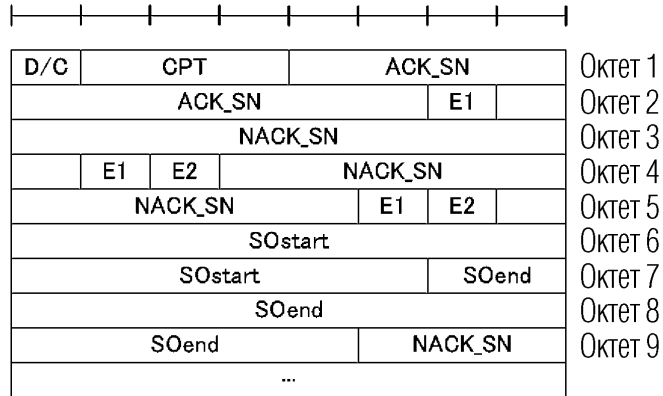 D/C CPT ACK_SN Октет 1
ACK_SN E1 Октет 2
NACK_SN Октет 3
E1 E2 NACK_SN Октет 4
NACK_SN E1 E2 Октет 5
SOstart Октет 6
SOstart SOend Октет 7
SOend Октет 8
SOend NACK_SN Октет 9
...